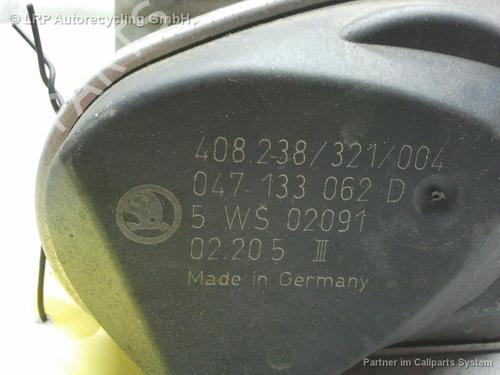 © LRP Autorecycling GmbH
PARTS
408.238/321/004
047 133 062 D
5 WS 02091
02.20.5 III
Made in Germany
Partner im Callparts System